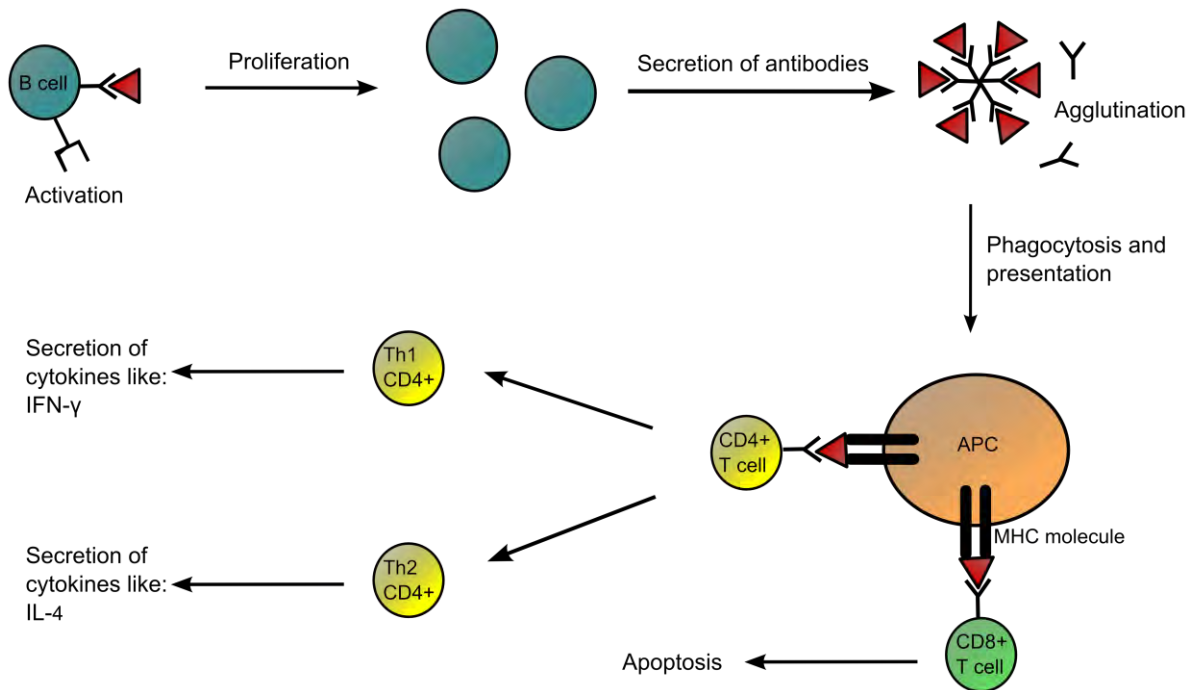 B cell
Activation
Proliferation
Secretion of antibodies
Agglutination
Phagocytosis and
presentation
APC
MHC molecule
CD4+
T cell
Th1
CD4+
Secretion of
cytokines like:
IFN-γ
Th2
CD4+
Secretion of
cytokines like:
IL-4
CD8+
T cell
Apoptosis